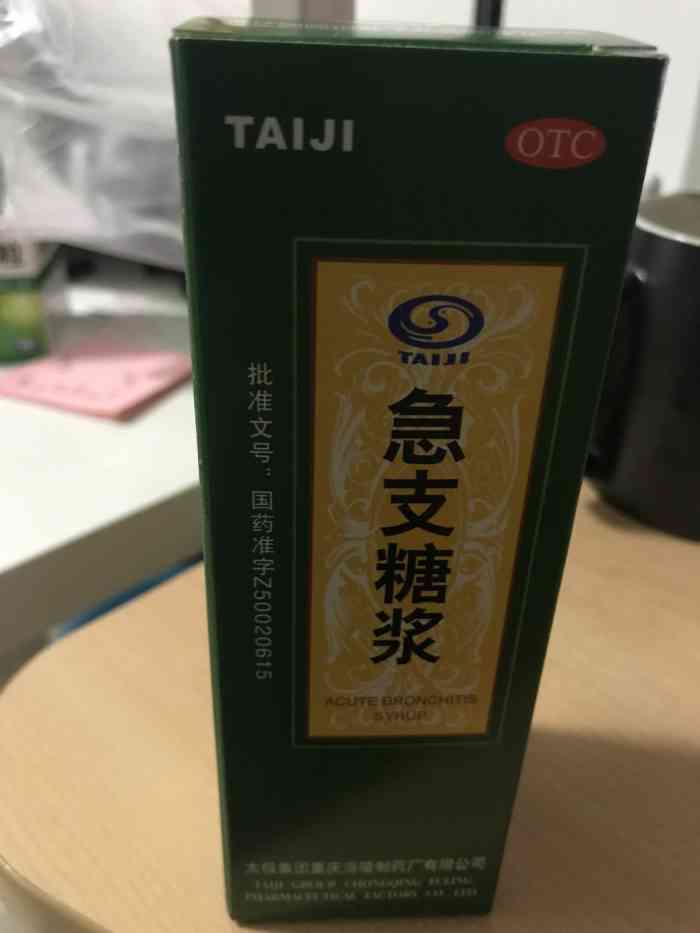 TAIJI
OTC
TAIJI
急支糖浆
批准文号：国药准字Z50020615
ACUTE BRONCHITIS
SYRUP
太极集团重庆涪陵制药厂有限公司
TAIJI GROUP CHONGQING FULING
PHARMACEUTICAL FACTORY CO., LTD.